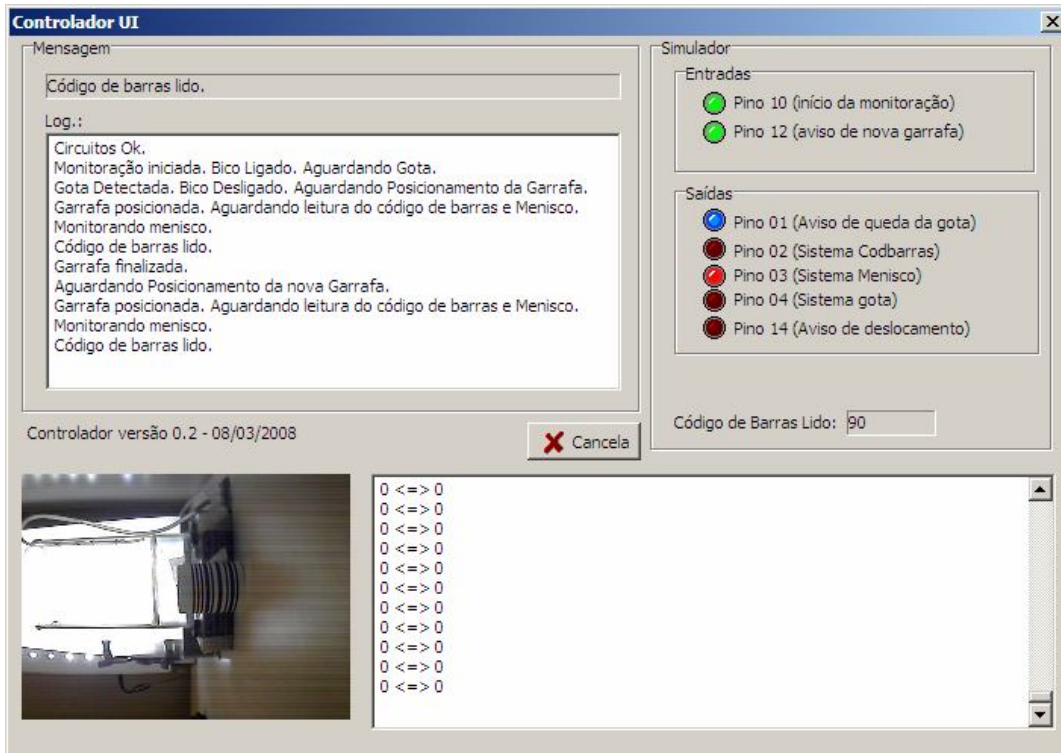 Controlador UI
Mensagem
Código de barras lido.
Log.:
Circuitos Ok.
Monitoração iniciada. Bico Ligado. Aguardando Gota.
Gota Detectada. Bico Desligado. Aguardando Posicionamento da Garrafa.
Garrafa posicionada. Aguardando leitura do código de barras e Menisco.
Monitorando menisco.
Código de barras lido.
Garrafa finalizada.
Aguardando Posicionamento da nova Garrafa.
Garrafa posicionada. Aguardando leitura do código de barras e Menisco.
Monitorando menisco.
Código de barras lido.
Simulador
Entradas
Pino 10 (início da monitoração)
Pino 12 (aviso de nova garrafa)
Saídas
Pino 01 (Aviso de queda da gota)
Pino 02 (Sistema Codbarras)
Pino 03 (Sistema Menisco)
Pino 04 (Sistema gota)
Pino 14 (Aviso de deslocamento)
Código de Barras Lido: 90
Controlador versão 0.2 - 08/03/2008
Cancela
0 <=> 0
0 <=> 0
0 <=> 0
0 <=> 0
0 <=> 0
0 <=> 0
0 <=> 0
0 <=> 0
0 <=> 0
0 <=> 0
0 <=> 0